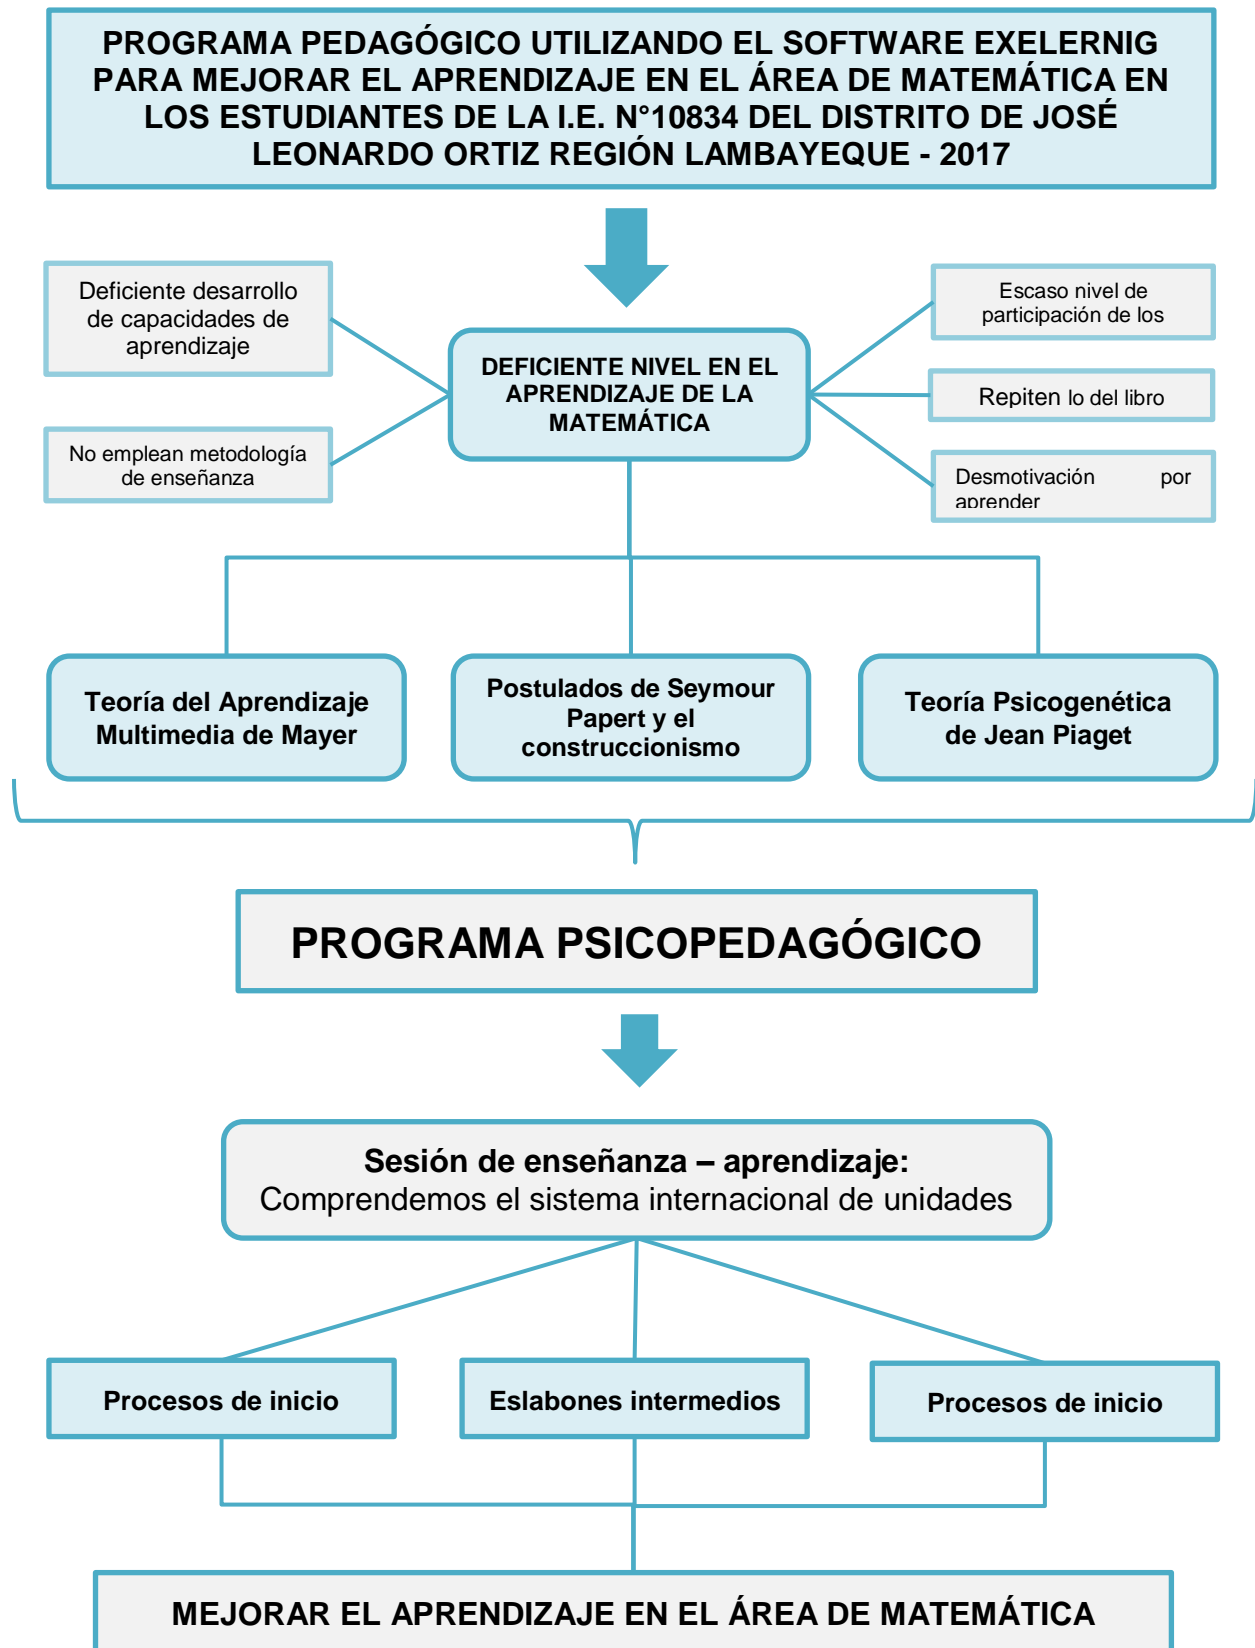 PROGRAMA PEDAGÓGICO UTILIZANDO EL SOFTWARE EXELERNIG
PARA MEJORAR EL APRENDIZAJE EN EL ÁREA DE MATEMÁTICA EN
LOS ESTUDIANTES DE LA I.E. N°10834 DEL DISTRITO DE JOSÉ
LEONARDO ORTIZ REGIÓN LAMBAYEQUE - 2017
Deficiente desarrollo
de capacidades de
aprendizaje
No emplean metodología
de enseñanza
DEFICIENTE NIVEL EN EL
APRENDIZAJE DE LA
MATEMÁTICA
Escaso nivel de
participación de los
Repiten lo del libro
Desmotivación por
aprender
Teoría del Aprendizaje
Multimedia de Mayer
Postulados de Seymour
Papert y el
construccionismo
Teoría Psicogenética
de Jean Piaget
PROGRAMA PSICOPEDAGÓGICO
Sesión de enseñanza – aprendizaje:
Comprendemos el sistema internacional de unidades
Procesos de inicio
Eslabones intermedios
Procesos de inicio
MEJORAR EL APRENDIZAJE EN EL ÁREA DE MATEMÁTICA